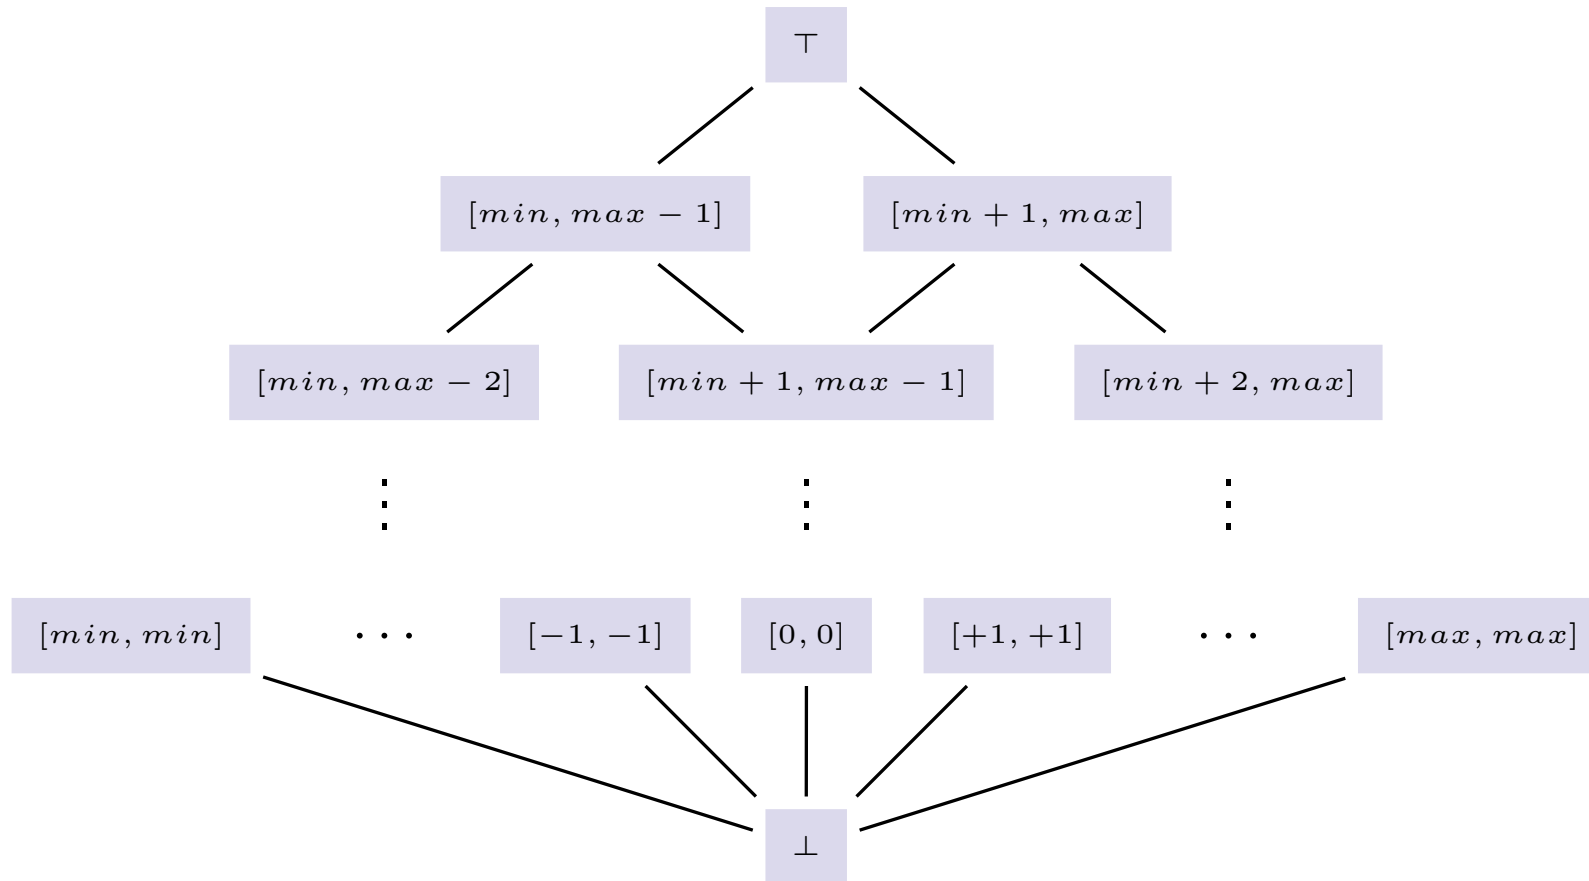 ⊤
[min, max − 1] [min + 1, max]
[min, max − 2] [min + 1, max − 1] [min + 2, max]
⋮ ⋮ ⋮
[min, min] ··· [−1, −1] [0, 0] [+1, +1] ··· [max, max]
⊥